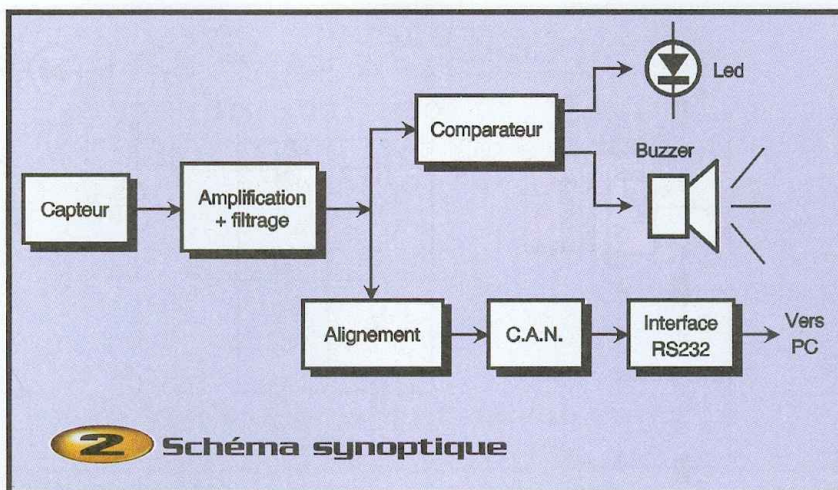 Led
Comparateur
Buzzer
Capteur
Amplification
+ filtrage
Alignement
C.A.N.
Interface
RS232
Vers
PC
2 Schéma synoptique